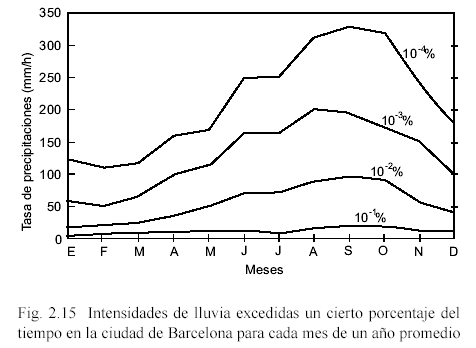 Tasa de precipitaciones (mm/h)
350
300
250
200
150
100
50
0
10-4%
10-3%
10-2%
10-1%
E F M A M J J A S O N D
Meses
Fig. 2.15 Intensidades de lluvia excedidas un cierto porcentaje del
tiempo en la ciudad de Barcelona para cada mes de un año promedio